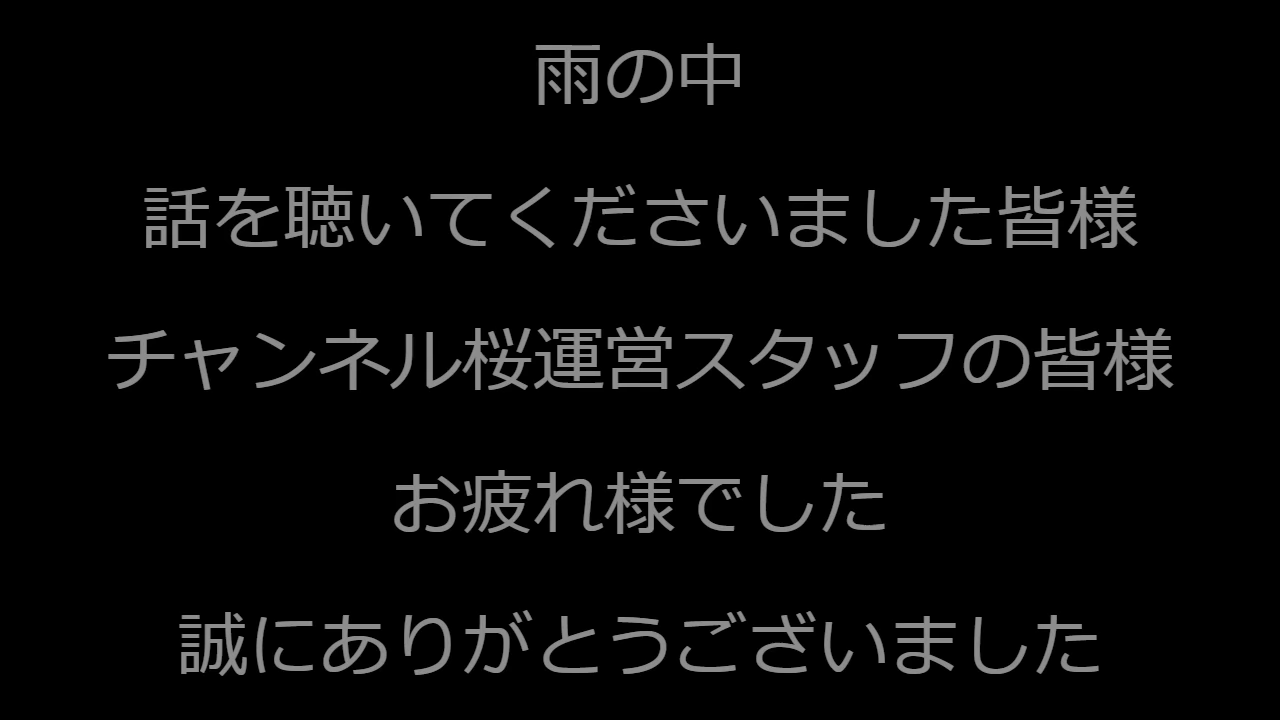 雨の中
話を聴いてくださいました皆様
チャンネル桜運営スタッフの皆様
お疲れ様でした
誠にありがとうございました